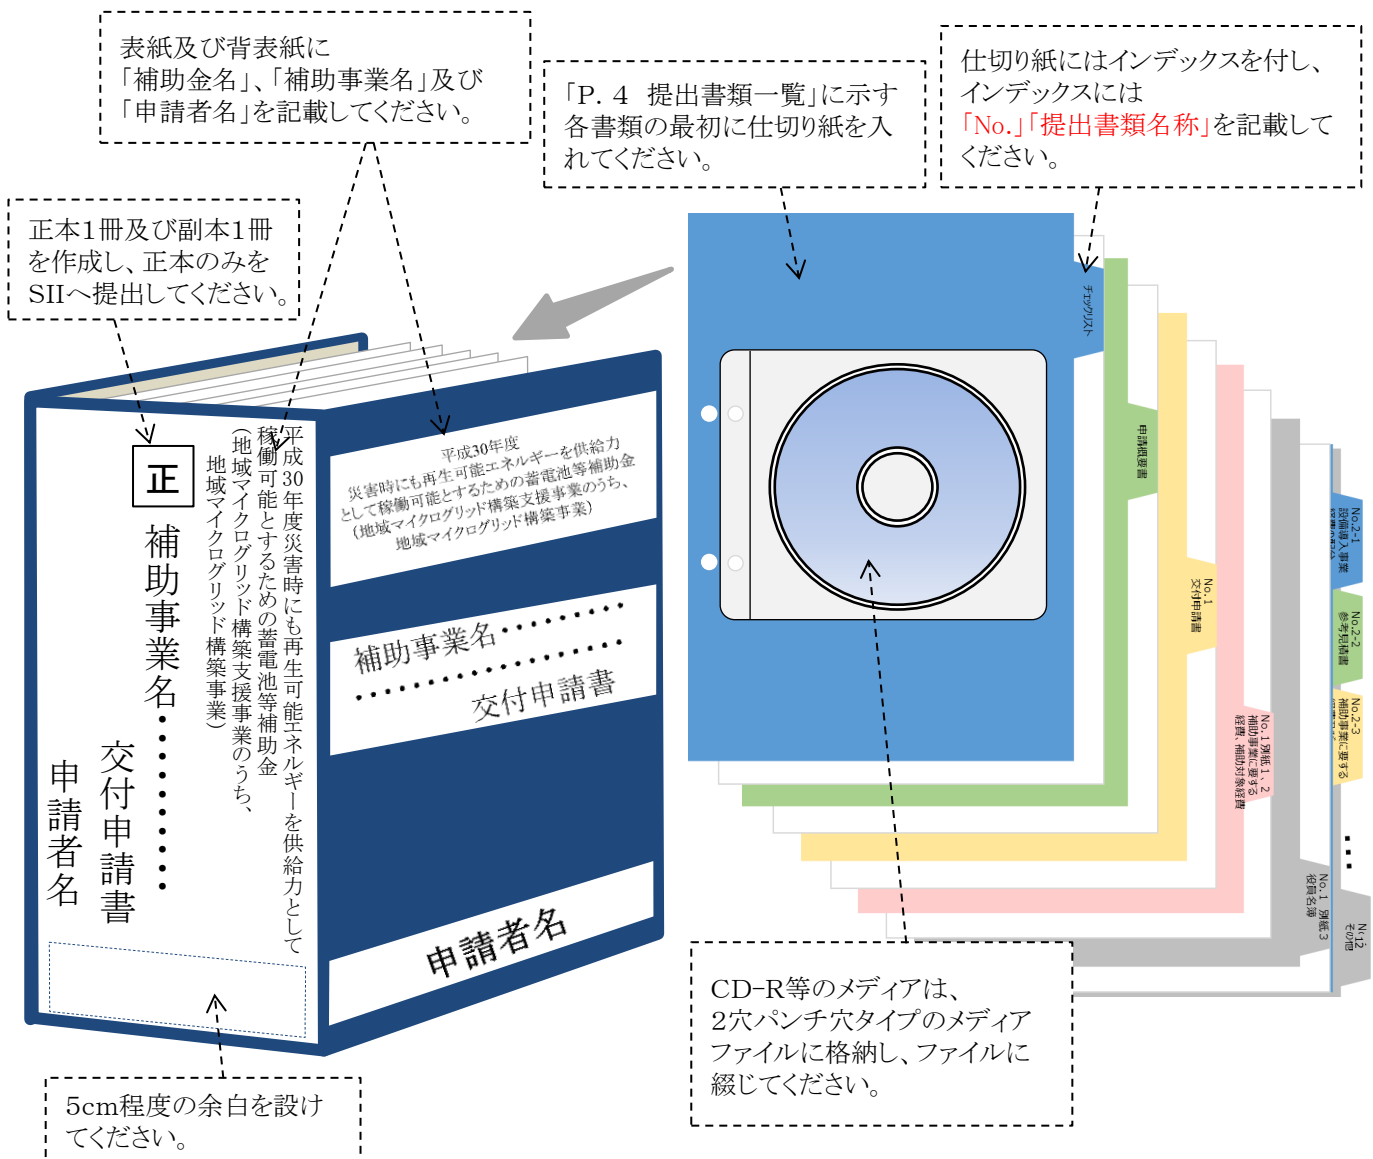 表紙及び背表紙に
「補助金名」、「補助事業名」及び
「申請者名」を記載してください。
「P. 4　提出書類一覧」に示す
各書類の最初に仕切り紙を入
れてください。
仕切り紙にはインデックスを付し、
インデックスには
「No.」「提出書類名称」を記載して
ください。
正本1冊及び副本1冊
を作成し、正本のみを
SIIへ提出してください。
平成30年度災害時にも再生可能エネルギーを供給力として
稼働可能とするための蓄電池等補助金
(地域マイクログリッド構築支援事業のうち、
地域マイクログリッド構築事業)
正
補助事業名・・・・・・・・・・
交付申請書
申請者名
平成30年度
災害時にも再生可能エネルギーを供給力
として稼働可能とするための蓄電池等補助金
(地域マイクログリッド構築支援事業のうち、
地域マイクログリッド構築事業)
補助事業名・・・・・・・・
・・・・・・・・・・・・・・・・・
交付申請書
申請者名
チェックリスト
申請概要書
No.1
交付申請書
No.1 別紙1、2
補助事業に要する
経費、補助対象経費
No.1 別紙3
役員名簿
No.2-1
設備導入事業
No.2-2
参考見積書
No.2-3
補助事業に要する
・・・
その他
CD-R等のメディアは、
2穴パンチ穴タイプのメディア
ファイルに格納し、ファイルに
綴じてください。
5cm程度の余白を設け
てください。